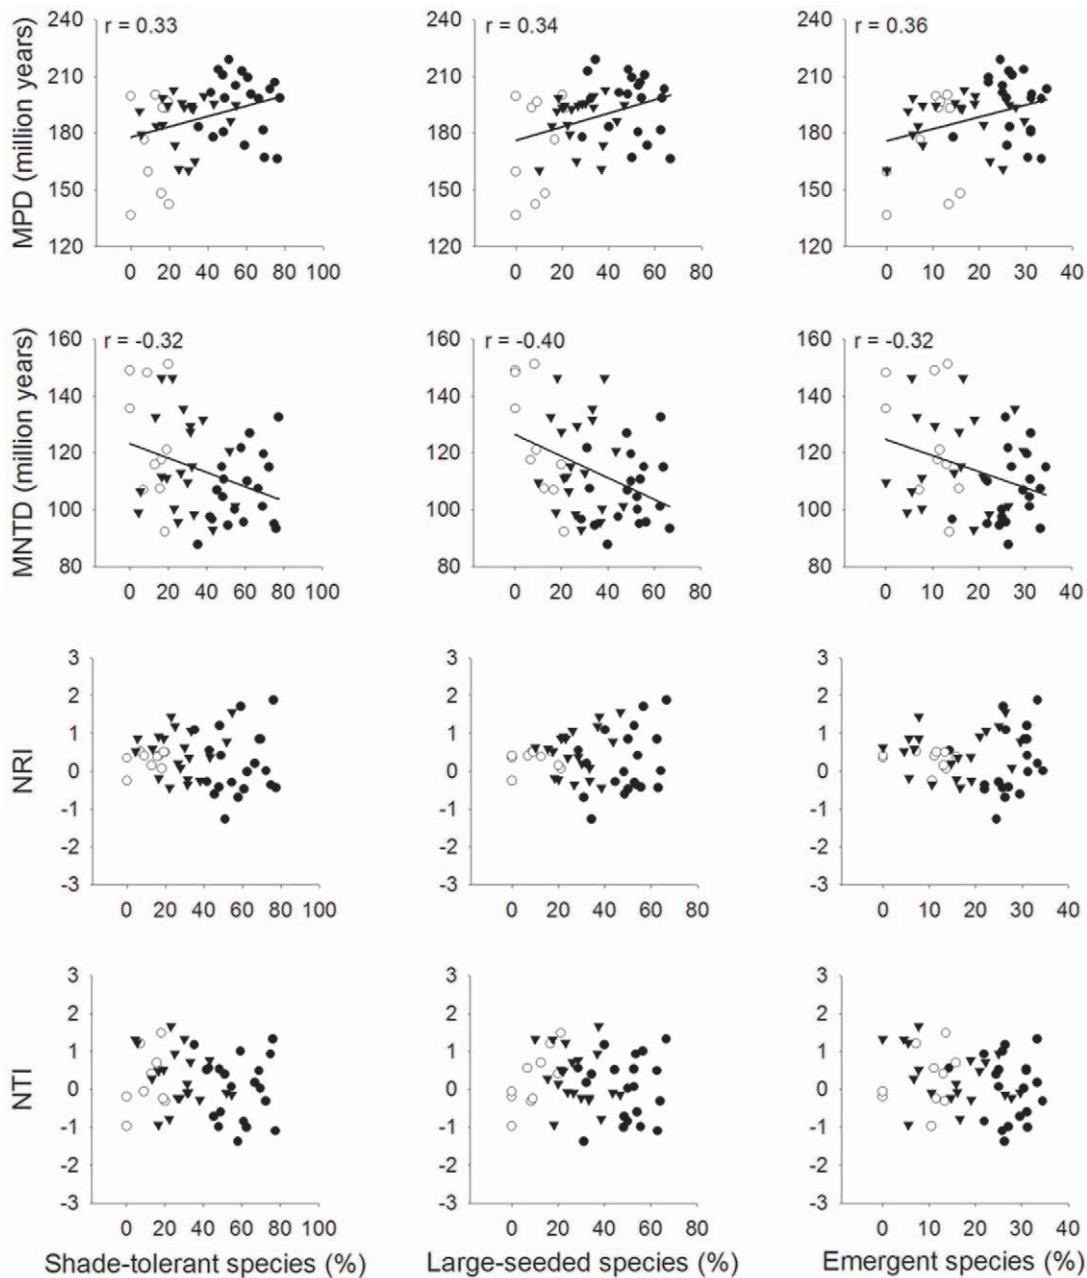 240
210
180
150
120
MPD (million years)
r = 0.33
0 20 40 60 80 100
240
210
180
150
120
r = 0.34
0 20 40 60 80
240
210
180
150
120
r = 0.36
0 10 20 30 40
160
140
120
100
80
MNTD (million years)
r = -0.32
0 20 40 60 80 100
160
140
120
100
80
r = -0.40
0 20 40 60 80
160
140
120
100
80
r = -0.32
0 10 20 30 40
3
2
1
0
-1
-2
-3
NRI
0 20 40 60 80 100
3
2
1
0
-1
-2
-3
0 20 40 60 80
3
2
1
0
-1
-2
-3
0 10 20 30 40
3
2
1
0
-1
-2
-3
NTI
0 20 40 60 80 100
Shade-tolerant species (%)
3
2
1
0
-1
-2
-3
0 20 40 60 80
Large-seeded species (%)
3
2
1
0
-1
-2
-3
0 10 20 30 40
Emergent species (%)